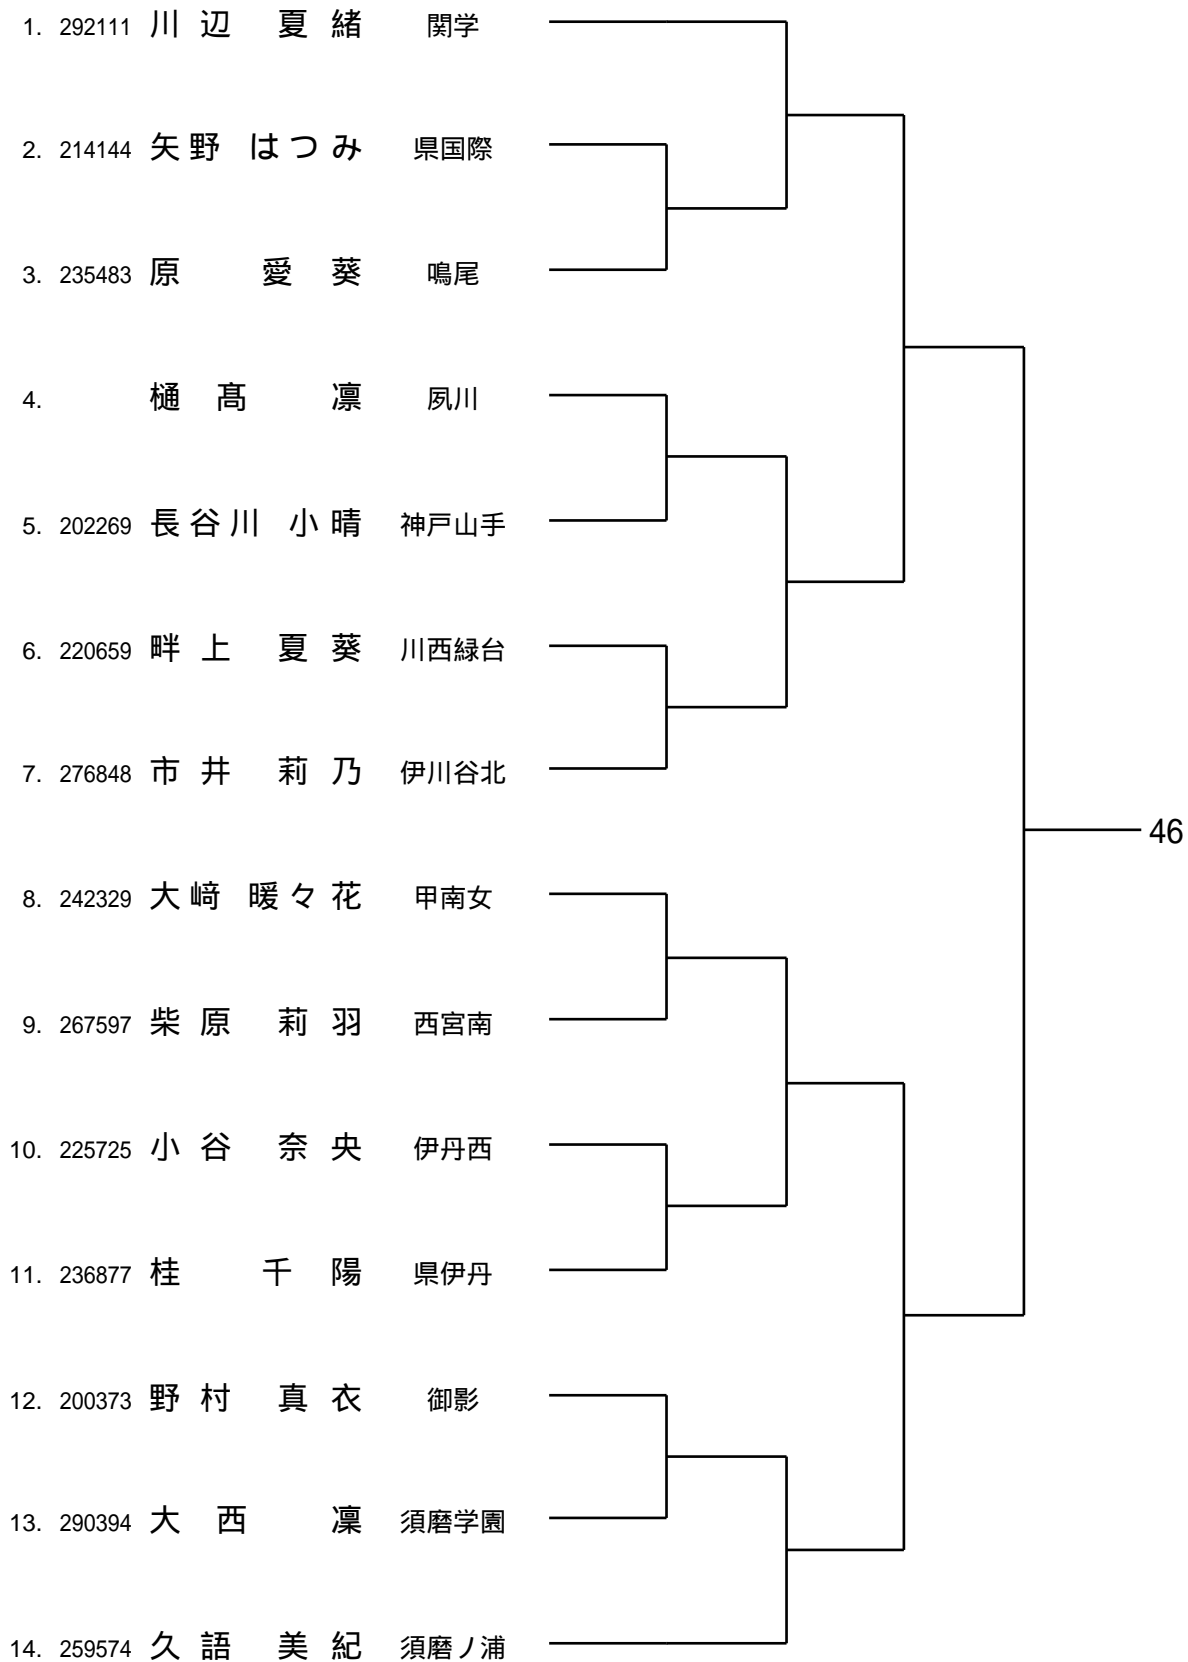 1. 292111 川辺 夏緒 関学
2. 214144 矢野 はつみ 県国際
3. 235483 原 愛葵 鳴尾
4. 樋髙 凛 夙川
5. 202269 長谷川 小晴 神戸山手
6. 220659 畔上 夏葵 川西緑台
7. 276848 市井 莉乃 伊川谷北
46
8. 242329 大﨑 暖々花 甲南女
9. 267597 柴原 莉羽 西宮南
10. 225725 小谷 奈央 伊丹西
11. 236877 桂 千陽 県伊丹
12. 200373 野村 真衣 御影
13. 290394 大西 凜 須磨学園
14. 259574 久語 美紀 須磨ノ浦